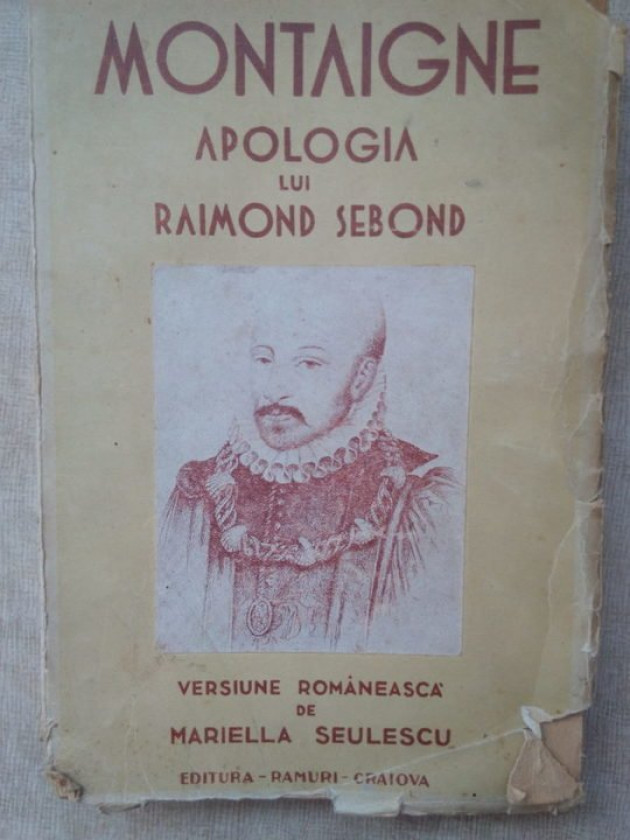 MONTAIGNE
APOLOGIA
LUI
RAIMOND SEBOND
VERSIUNE ROMÂNEASCĂ
DE
MARIELLA SEULESCU
EDITURA - RAMURI - CRAIOVA